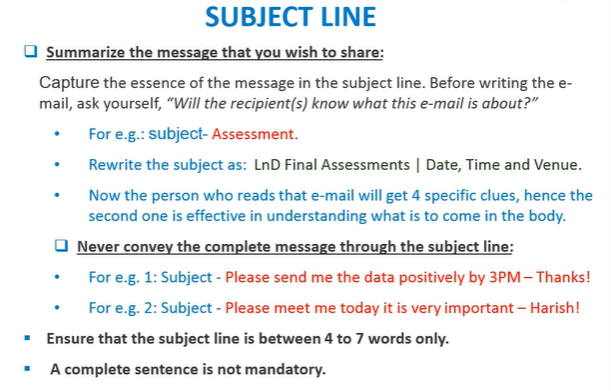 SUBJECT LINE
❑ Summarize the message that you wish to share:
Capture the essence of the message in the subject line. Before writing the e-
mail, ask yourself, “Will the recipient(s) know what this e-mail is about?”
• For e.g.: subject- Assessment.
• Rewrite the subject as: LnD Final Assessments | Date, Time and Venue.
• Now the person who reads that e-mail will get 4 specific clues, hence the
second one is effective in understanding what is to come in the body.
❑ Never convey the complete message through the subject line:
• For e.g. 1: Subject - Please send me the data positively by 3PM – Thanks!
• For e.g. 2: Subject - Please meet me today it is very important – Harish!
▪ Ensure that the subject line is between 4 to 7 words only.
▪ A complete sentence is not mandatory.